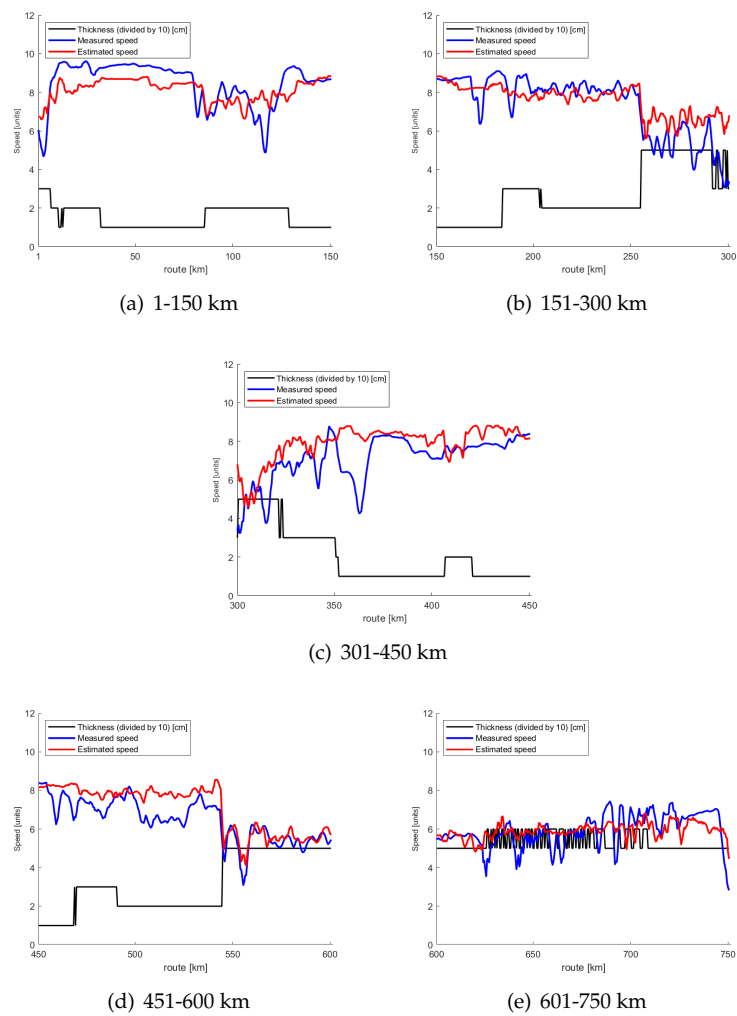 12
10
8
6
4
2
0
Speed [units]
Thickness (divided by 10) [cm]
Measured speed
Estimated speed
1 50 100 150
route [km]
(a) 1-150 km
12
10
8
6
4
2
0
Speed [units]
Thickness (divided by 10) [cm]
Measured speed
Estimated speed
150 200 250 300
route [km]
(b) 151-300 km
12
10
8
6
4
2
0
Speed [units]
Thickness (divided by 10) [cm]
Measured speed
Estimated speed
300 350 400 450
route [km]
(c) 301-450 km
12
10
8
6
4
2
0
Speed [units]
Thickness (divided by 10) [cm]
Measured speed
Estimated speed
450 500 550 600
route [km]
(d) 451-600 km
12
10
8
6
4
2
0
Speed [units]
Thickness (divided by 10) [cm]
Measured speed
Estimated speed
600 650 700 750
route [km]
(e) 601-750 km